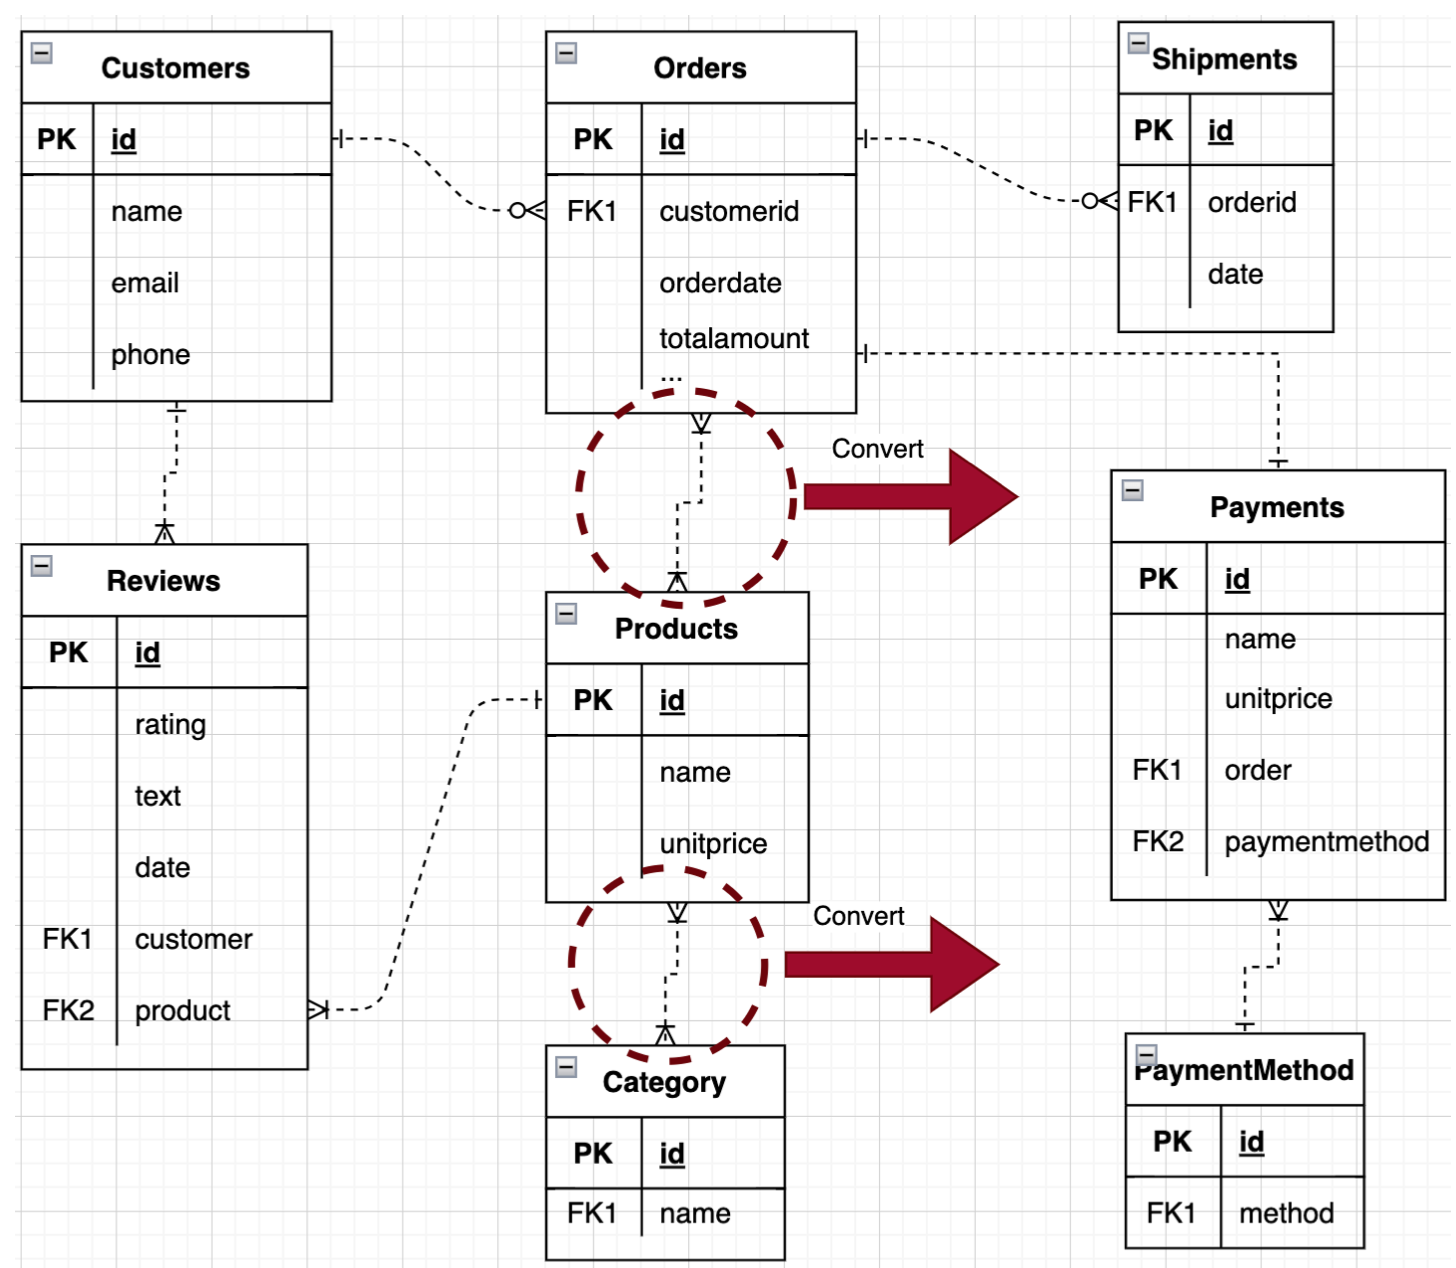 Customers
PK id
name
email
phone
Orders
PK id
FK1 customerid
orderdate
totalamount
...
Shipments
PK id
FK1 orderid
date
Convert
Payments
PK id
name
unitprice
FK1 order
FK2 paymentmethod
Reviews
PK id
rating
text
date
FK1 customer
FK2 product
Products
PK id
name
unitprice
Convert
Category
PK id
FK1 name
PaymentMethod
PK id
FK1 method